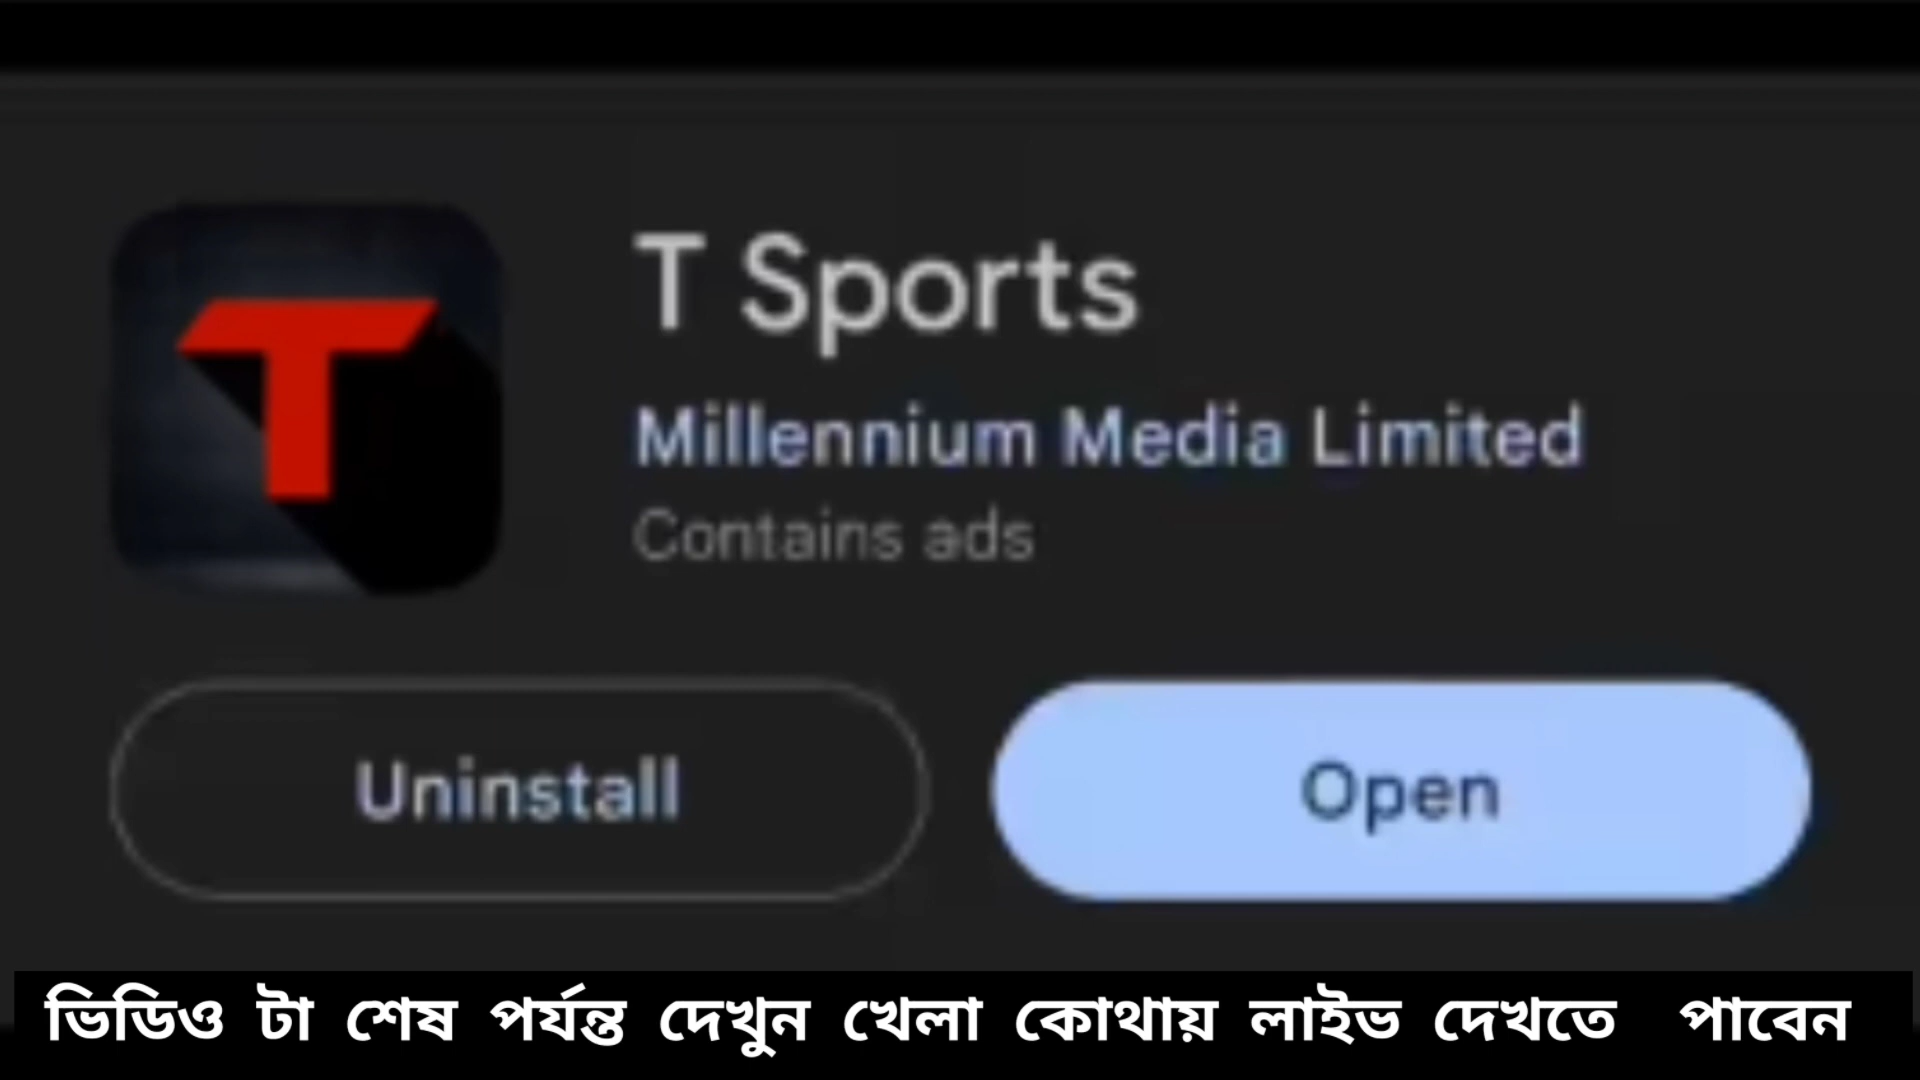 T Sports
Millennium Media Limited
Contains ads
Uninstall
Open
ভিডিও টা শেষ পর্যন্ত দেখুন খেলা কোথায় লাইভ দেখতে পাবেন